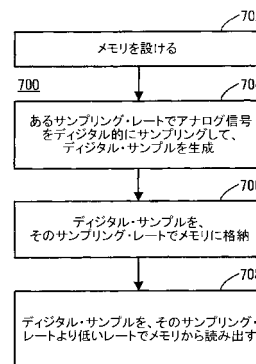 メモリを設ける
700
あるサンプリング・レートでアナログ信号
をディジタル的にサンプリングして、
ディジタル・サンプルを生成
ディジタル・サンプルを、
そのサンプリング・レートでメモリに格納
ディジタル・サンプルを、そのサンプリング・
レートより低いレートでメモリから読み出す